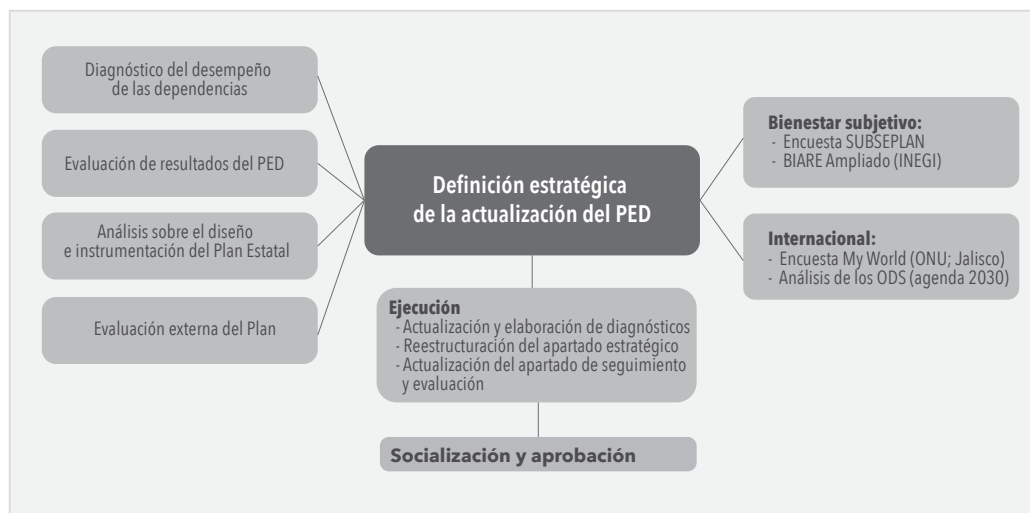 Diagnóstico del desempeño
de las dependencias
Evaluación de resultados del PED
Análisis sobre el diseño
e instrumentación del Plan Estatal
Evaluación externa del Plan
Definición estratégica
de la actualización del PED
Bienestar subjetivo:
- Encuesta SUBSEPLAN
- BIARE Ampliado (INEGI)
Internacional:
- Encuesta My World (ONU; Jalisco)
- Análisis de los ODS (agenda 2030)
Ejecución
- Actualización y elaboración de diagnósticos
- Reestructuración del apartado estratégico
- Actualización del apartado de seguimiento
y evaluación
Socialización y aprobación